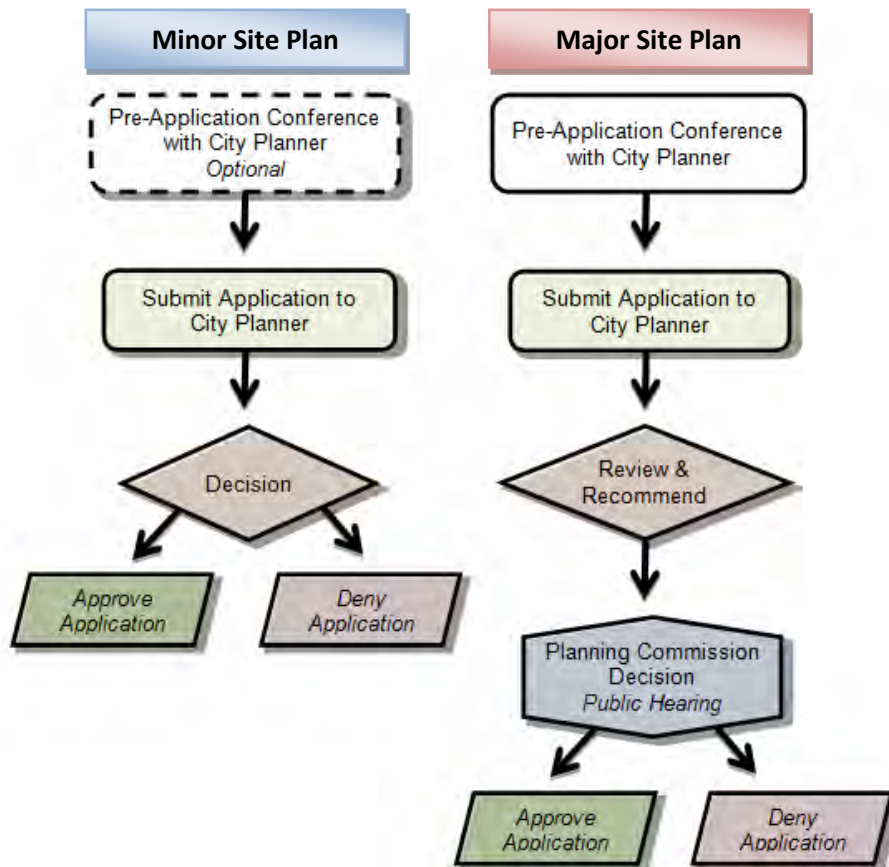 Minor Site Plan
Pre-Application Conference
with City Planner
Optional
Submit Application to
City Planner
Decision
Approve
Application
Deny
Application
Major Site Plan
Pre-Application Conference
with City Planner
Submit Application to
City Planner
Review &
Recommend
Planning Commission
Decision
Public Hearing
Approve
Application
Deny
Application